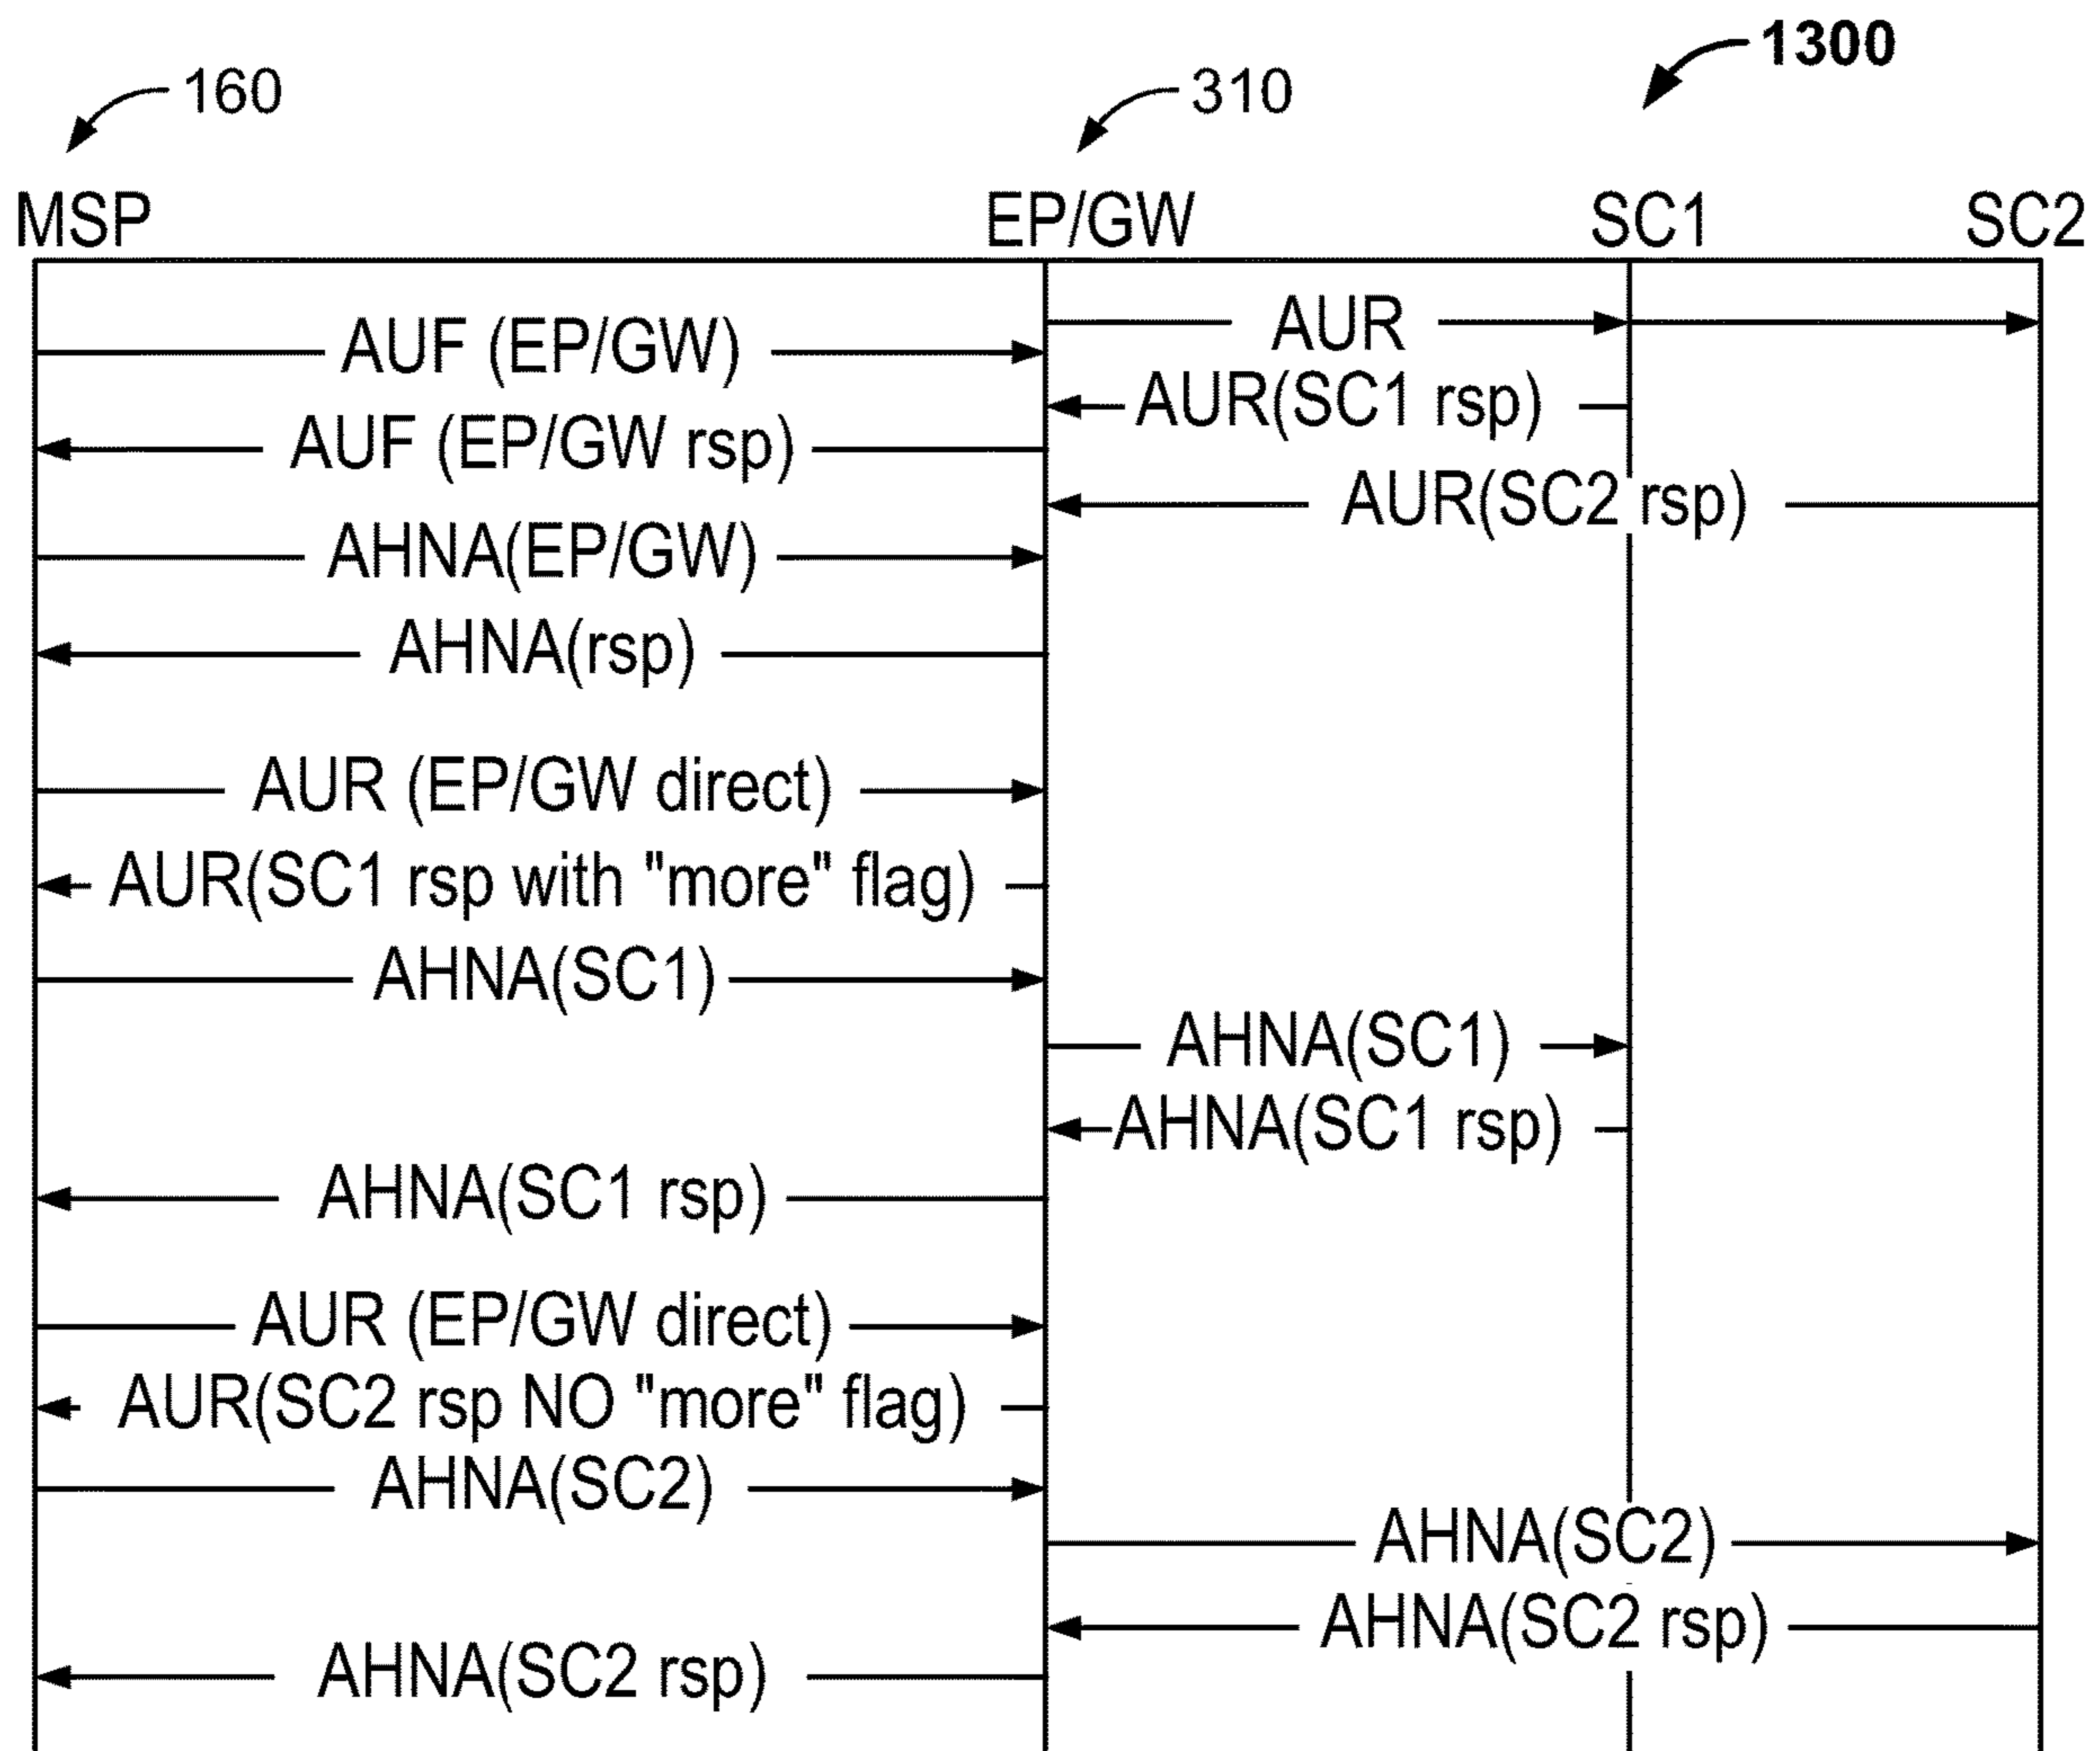 1300
160
310
MSP
EP/GW
SC1
SC2
AUR
AUF (EP/GW)
AUR(SC1 rsp)
AUF (EP/GW rsp)
AUR(SC2 rsp)
AHNA(EP/GW)
AHNA(rsp)
AUR (EP/GW direct)
AUR(SC1 rsp with "more" flag)
AHNA(SC1)
AHNA(SC1)
AHNA(SC1 rsp)
AHNA(SC1 rsp)
AUR (EP/GW direct)
AUR(SC2 rsp NO "more" flag)
AHNA(SC2)
AHNA(SC2)
AHNA(SC2 rsp)
AHNA(SC2 rsp)